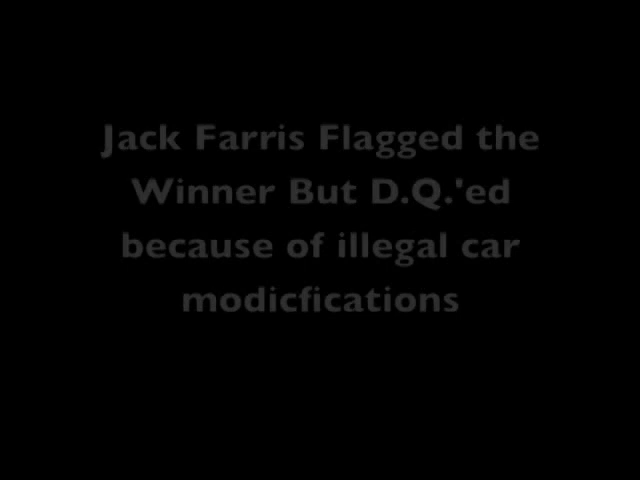 Jack Farris Flagged the
Winner But D.Q.'ed
because of illegal car
modicfications